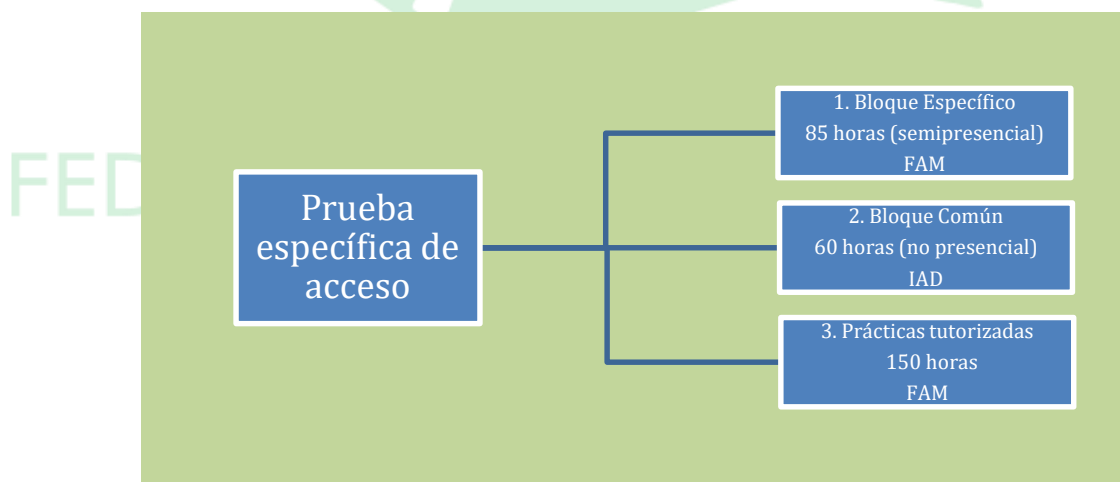 FED
Prueba
específica de
acceso
1. Bloque Específico
85 horas (semipresencial)
FAM
2. Bloque Común
60 horas (no presencial)
IAD
3. Prácticas tutorizadas
150 horas
FAM